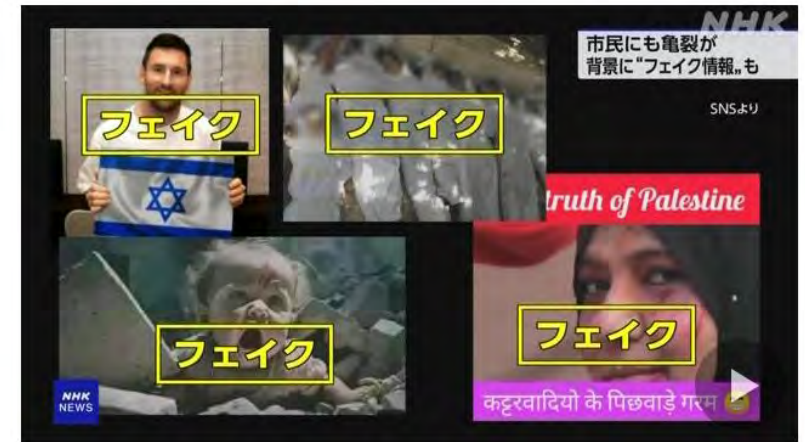 NHK
市民にも亀裂が
背景に“フェイク情報„も
SNSより
フェイク
フェイク
truth of Palestine
フェイク
フェイク
NHK
NEWS
कट्टरवादियो के पिछवाड़े गरम